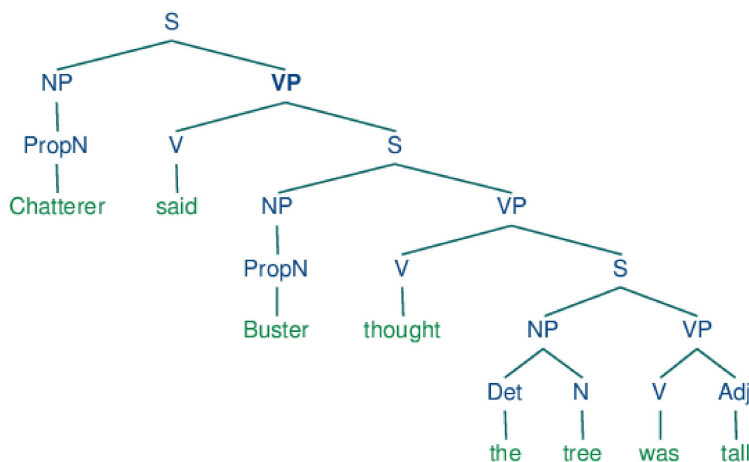 S
NP VP
PropN V S
Chatterer said NP VP
PropN V S
Buster thought NP VP
Det N V Adj
the tree was tall